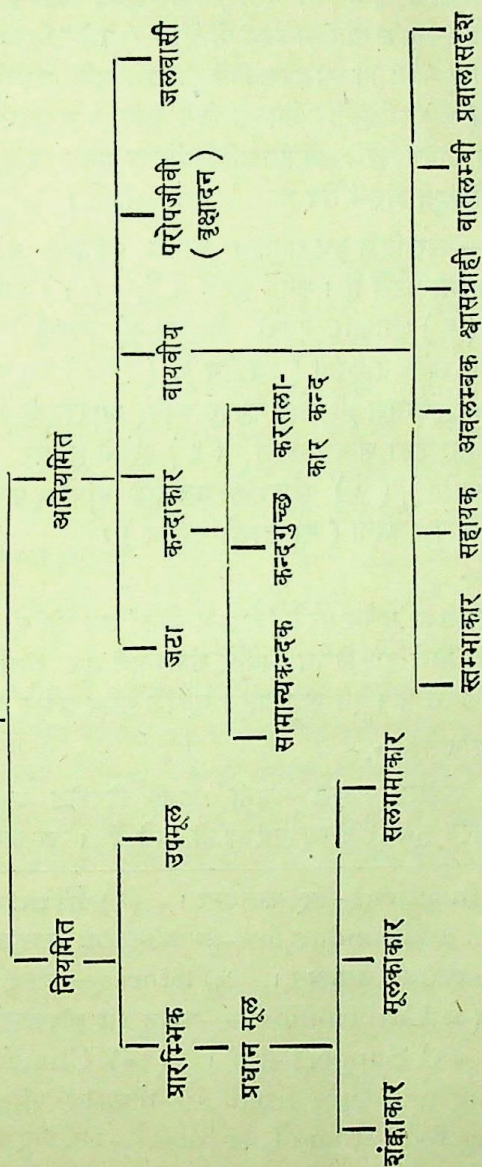 नियमित अनियमित
प्रारम्भिक उपमूल जटा कन्दाकार वायवीय परोपजीवी जलवासी
( वृक्षादन )
प्रधान मूल सामान्यकन्दक कन्दगुच्छ करतला-
कार कन्द
शंक्वाकार मूलकाकार सलगमाकार स्तम्भाकार सहायक अवलम्बक श्वासग्राही वातलम्बी प्रवालासदृश